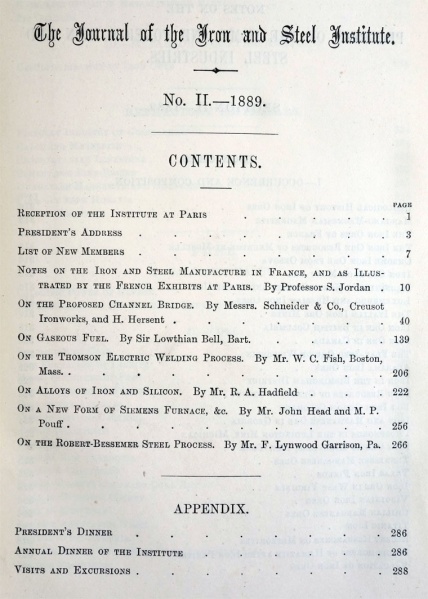 The Journal of the Iron and Steel Institute.
No. II.—1889.
CONTENTS.
PAGE
Reception of the Institute at Paris . . . . . . 1
President's Address . . . . . . . . . 3
List of New Members . . . . . . . . . 7
Notes on the Iron and Steel Manufacture in France, and as Illus-
trated by the French Exhibits at Paris. By Professor S. Jordan . 10
On the Proposed Channel Bridge. By Messrs. Schneider & Co., Creusot
Ironworks, and H. Hersent . . . . . . . 40
On Gaseous Fuel. By Sir Lowthian Bell, Bart. . . . . 139
On the Thomson Electric Welding Process. By Mr. W. C. Fish, Boston,
Mass. . . . . . . . . . . . 206
On Alloys of Iron and Silicon. By Mr. R. A. Hadfield . . . 222
On a New Form of Siemens Furnace, &c. By Mr. John Head and M. P.
Pouff . . . . . . . . . . . 256
On the Robert-Bessemer Steel Process. By Mr. F. Lynwood Garrison, Pa. 266
APPENDIX.
President's Dinner . . . . . . . . . 286
Annual Dinner of the Institute . . . . . . . 286
Visits and Excursions . . . . . . . . . 288